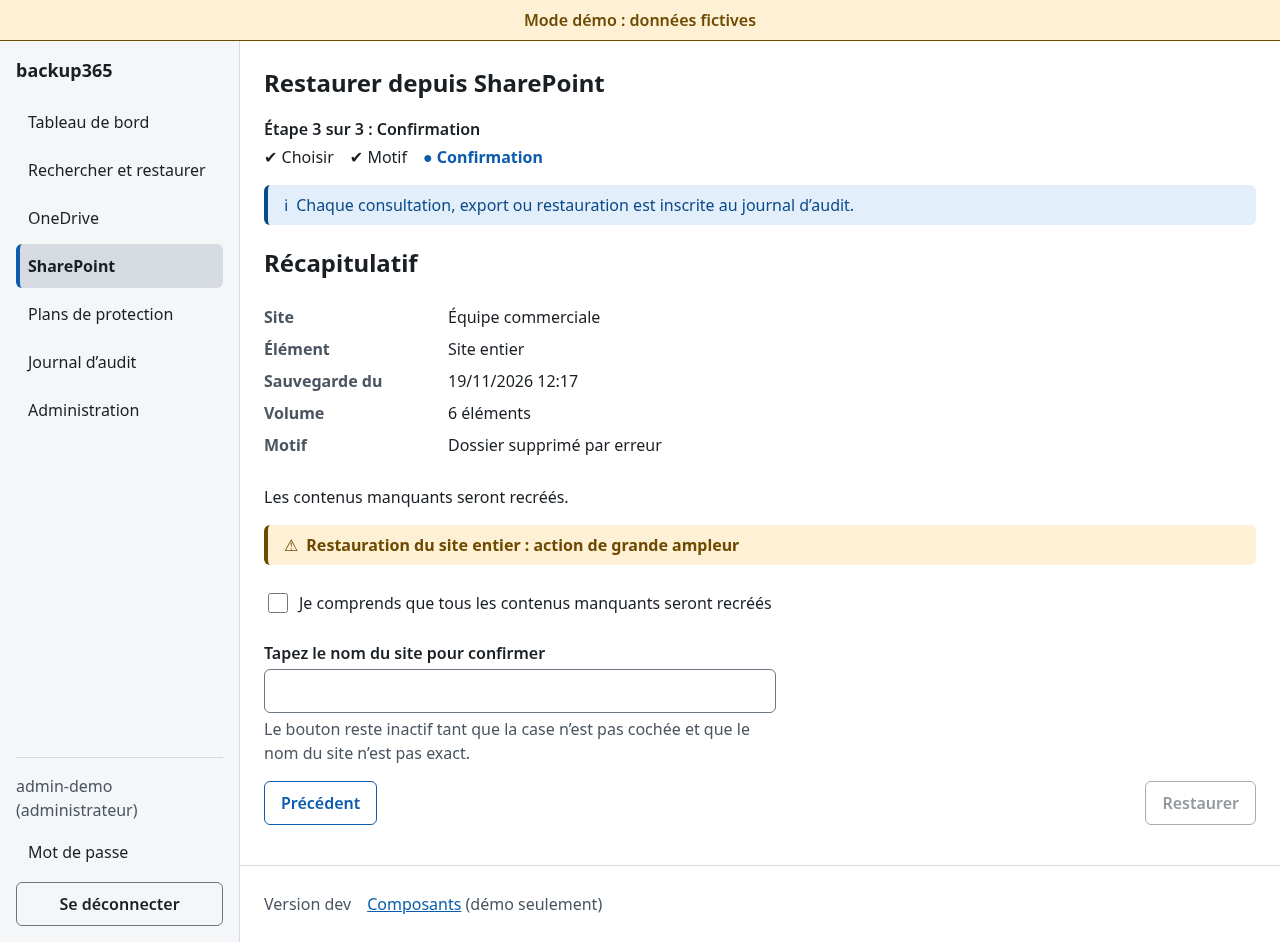 Mode démo : données fictives
backup365
Tableau de bord
Rechercher et restaurer
OneDrive
SharePoint
Plans de protection
Journal d’audit
Administration
admin-demo
(administrateur)
Mot de passe
Se déconnecter
Restaurer depuis SharePoint
Étape 3 sur 3 : Confirmation
✔ Choisir ✔ Motif ● Confirmation
i Chaque consultation, export ou restauration est inscrite au journal d’audit.
Récapitulatif
Site Équipe commerciale
Élément Site entier
Sauvegarde du 19/11/2026 12:17
Volume 6 éléments
Motif Dossier supprimé par erreur
Les contenus manquants seront recréés.
⚠ Restauration du site entier : action de grande ampleur
Je comprends que tous les contenus manquants seront recréés
Tapez le nom du site pour confirmer
Le bouton reste inactif tant que la case n’est pas cochée et que le
nom du site n’est pas exact.
Précédent Restaurer
Version dev Composants (démo seulement)